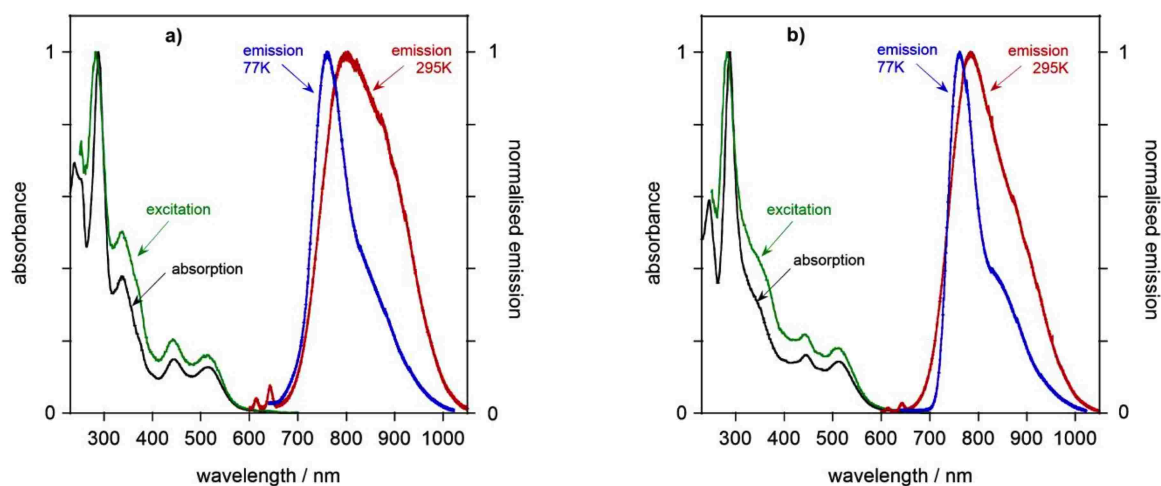 a)
1
1
emission
77K
emission
295K
excitation
absorption
absorbance
normalised emission
0
0
300 400 500 600 700 800 900 1000
wavelength / nm
b)
1
1
emission
77K
emission
295K
excitation
absorption
absorbance
normalised emission
0
0
300 400 500 600 700 800 900 1000
wavelength / nm